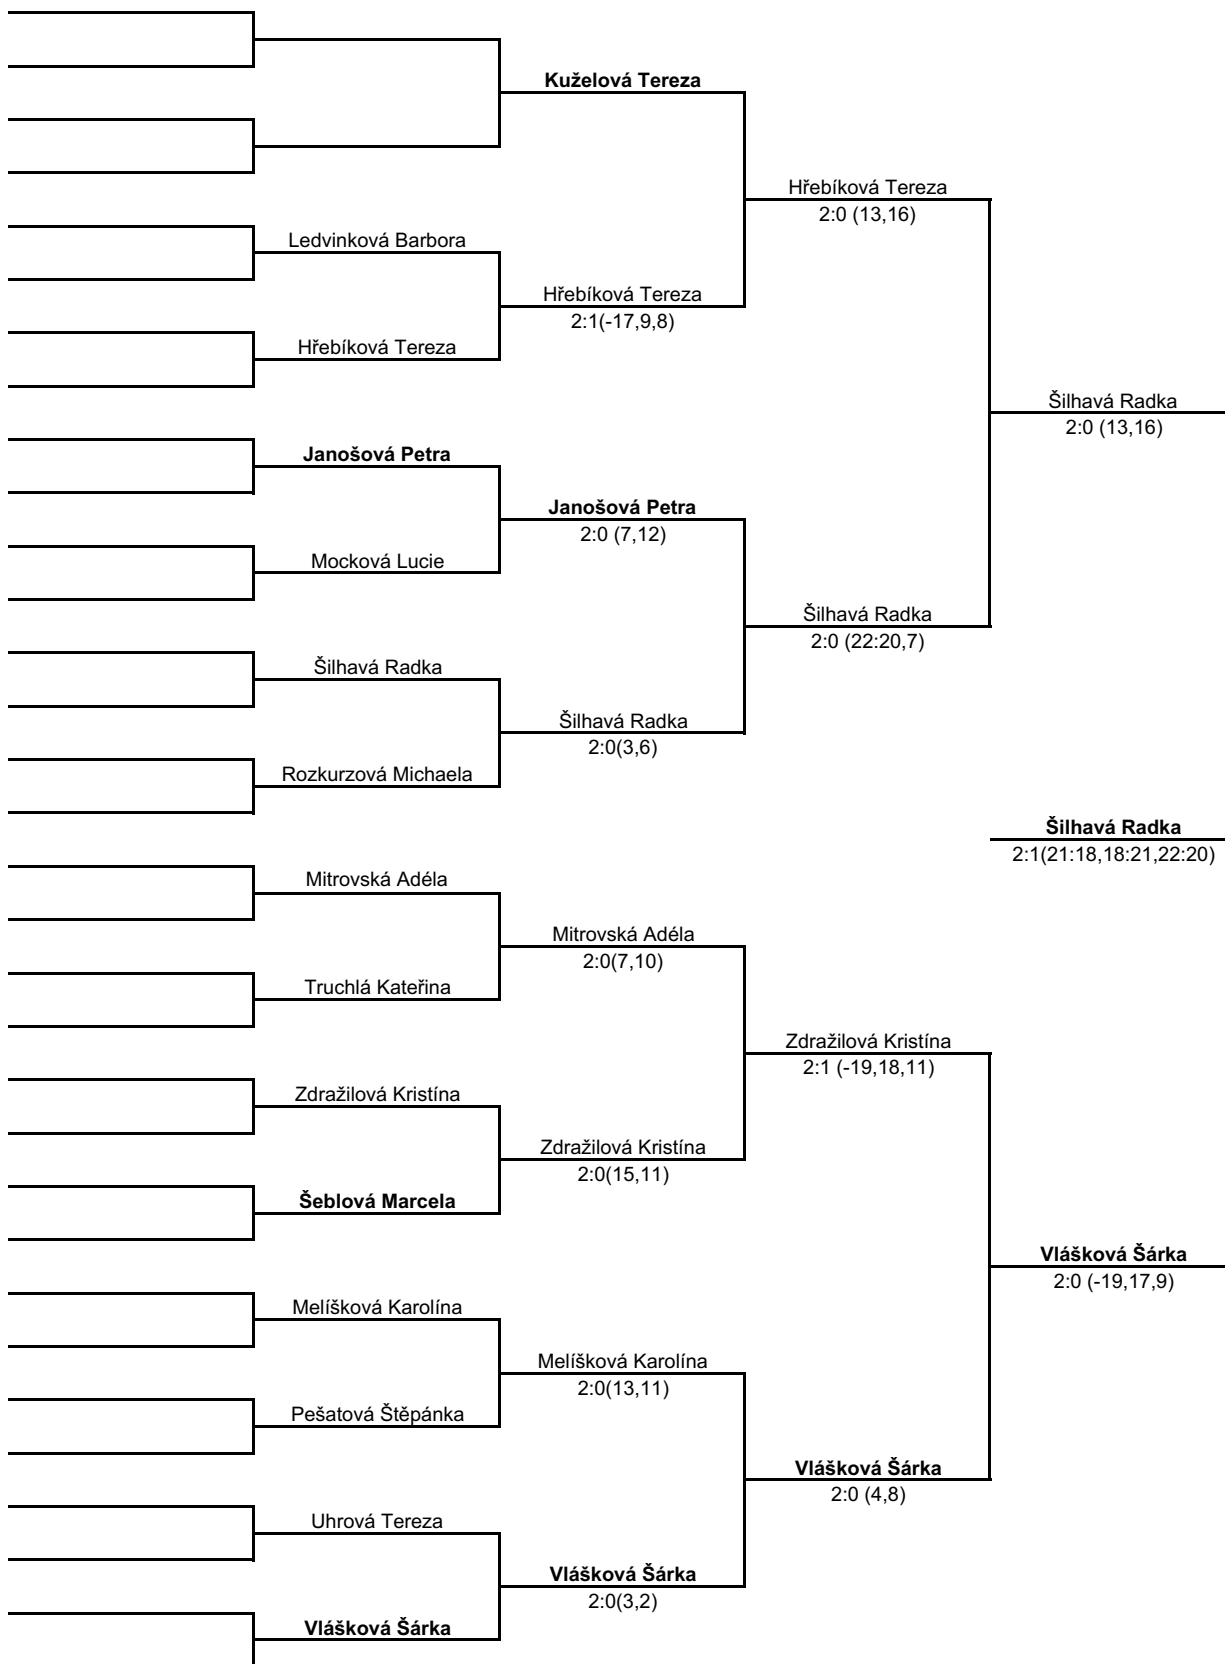 Kuželová Tereza
Hřebíková Tereza
2:0 (13,16)
Ledvinková Barbora
Hřebíková Tereza
2:1(-17,9,8)
Hřebíková Tereza
Šilhavá Radka
2:0 (13,16)
Janošová Petra
Janošová Petra
2:0 (7,12)
Mocková Lucie
Šilhavá Radka
2:0 (22:20,7)
Šilhavá Radka
Šilhavá Radka
2:0(3,6)
Rozkurzová Michaela
Šilhavá Radka
2:1(21:18,18:21,22:20)
Mitrovská Adéla
Mitrovská Adéla
2:0(7,10)
Truchlá Kateřina
Zdražilová Kristína
2:1 (-19,18,11)
Zdražilová Kristína
Zdražilová Kristína
2:0(15,11)
Šeblová Marcela
Vlášková Šárka
2:0 (-19,17,9)
Melíšková Karolína
Melíšková Karolína
2:0(13,11)
Pešatová Štěpánka
Vlášková Šárka
2:0 (4,8)
Uhrová Tereza
Vlášková Šárka
2:0(3,2)
Vlášková Šárka